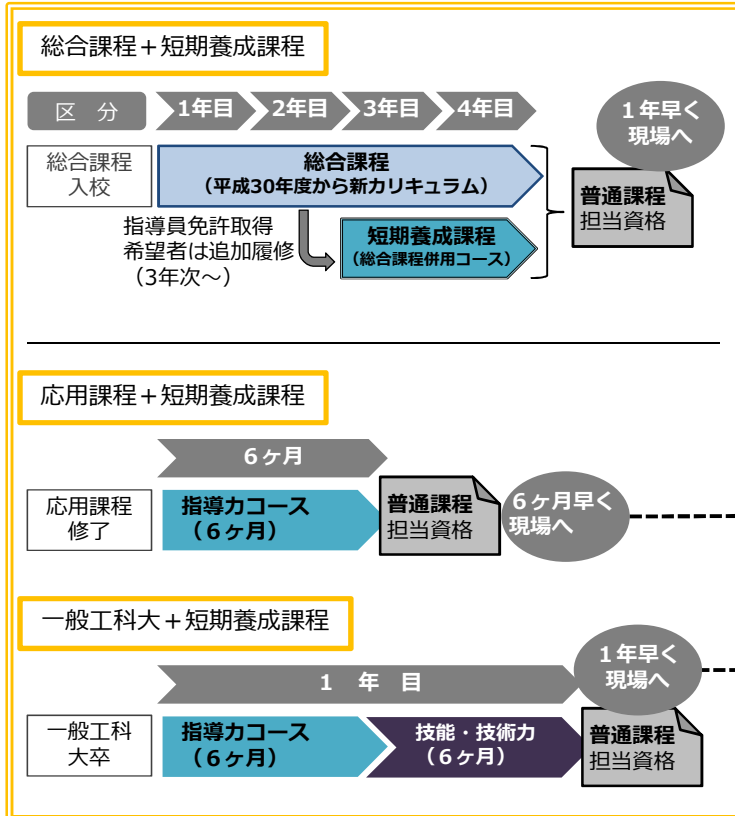 総合課程+短期養成課程
区 分
1年目
2年目
3年目
4年目
１年早く
現場へ
総合課程
入校
総合課程
（平成30年度から新カリキュラム）
普通課程
担当資格
指導員免許取得
希望者は追加履修
（3年次～）
短期養成課程
（総合課程併用コース）
応用課程＋短期養成課程
６ヶ月
応用課程
修了
指導力コース
（６ヶ月）
普通課程
担当資格
６ヶ月早く
現場へ
一般工科大＋短期養成課程
１ 年 目
１年早く
現場へ
一般工科
大卒
指導力コース
（６ヶ月）
技能・技術力
（６ヶ月）
普通課程
担当資格